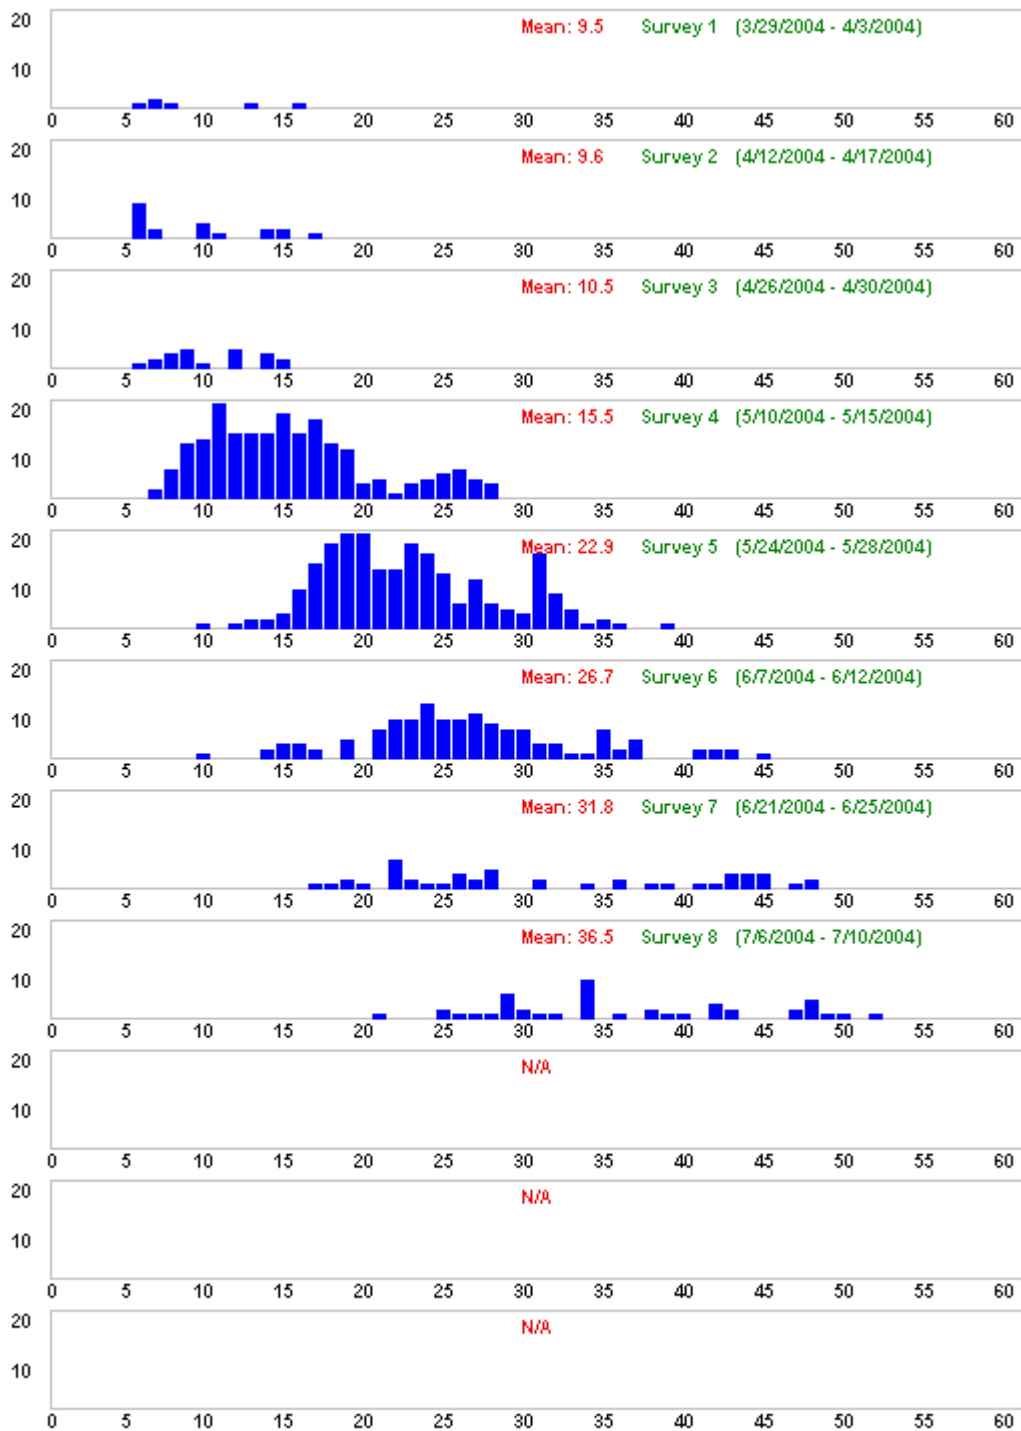 20 Mean: 9.5 Survey 1 (3/29/2004 - 4/3/2004)
10
0 5 10 15 20 25 30 35 40 45 50 55 60
20 Mean: 9.6 Survey 2 (4/12/2004 - 4/17/2004)
10
0 5 10 15 20 25 30 35 40 45 50 55 60
20 Mean: 10.5 Survey 3 (4/26/2004 - 4/30/2004)
10
0 5 10 15 20 25 30 35 40 45 50 55 60
20 Mean: 15.5 Survey 4 (5/10/2004 - 5/15/2004)
10
0 5 10 15 20 25 30 35 40 45 50 55 60
20 Mean: 22.9 Survey 5 (5/24/2004 - 5/28/2004)
10
0 5 10 15 20 25 30 35 40 45 50 55 60
20 Mean: 26.7 Survey 6 (6/7/2004 - 6/12/2004)
10
0 5 10 15 20 25 30 35 40 45 50 55 60
20 Mean: 31.8 Survey 7 (6/21/2004 - 6/25/2004)
10
0 5 10 15 20 25 30 35 40 45 50 55 60
20 Mean: 36.5 Survey 8 (7/6/2004 - 7/10/2004)
10
0 5 10 15 20 25 30 35 40 45 50 55 60
20 N/A
10
0 5 10 15 20 25 30 35 40 45 50 55 60
20 N/A
10
0 5 10 15 20 25 30 35 40 45 50 55 60
20 N/A
10
0 5 10 15 20 25 30 35 40 45 50 55 60